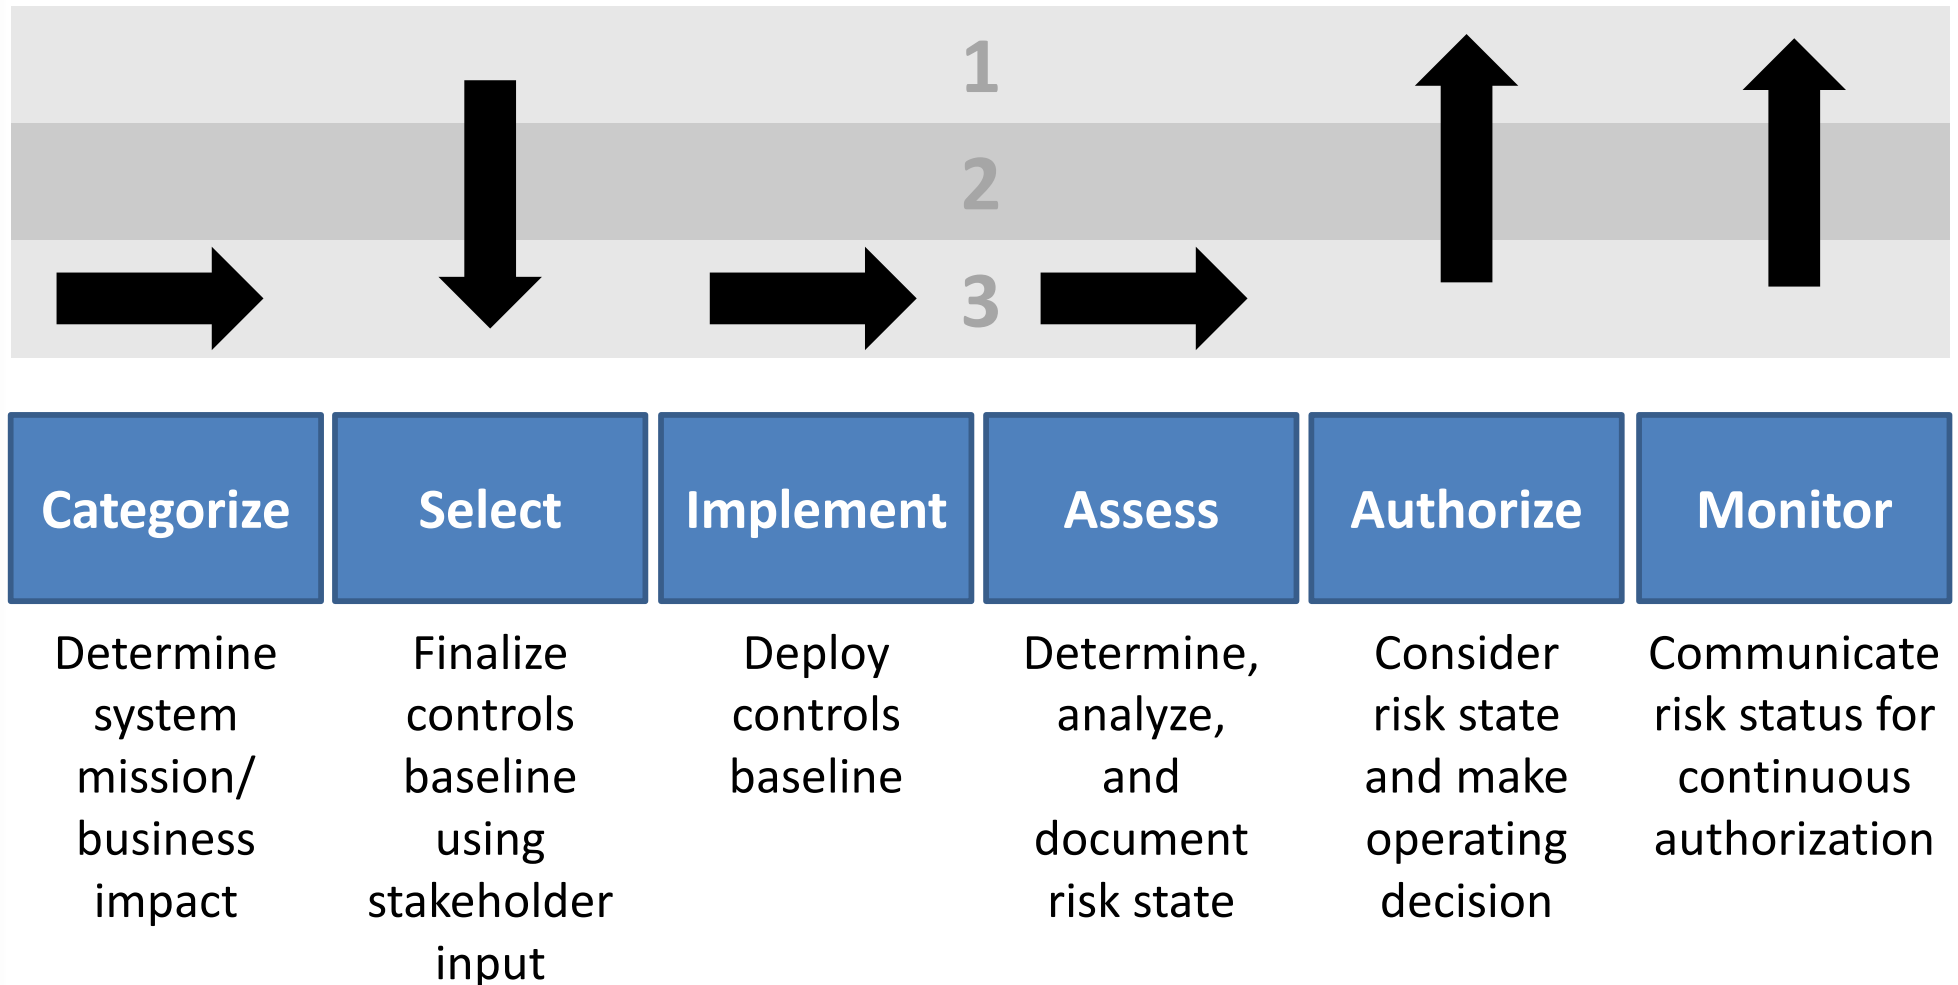 1
2
3
Categorize
Select
Implement
Assess
Authorize
Monitor
Determine
system
mission/
business
impact
Finalize
controls
baseline
using
stakeholder
input
Deploy
controls
baseline
Determine,
analyze,
and
document
risk state
Consider
risk state
and make
operating
decision
Communicate
risk status for
continuous
authorization